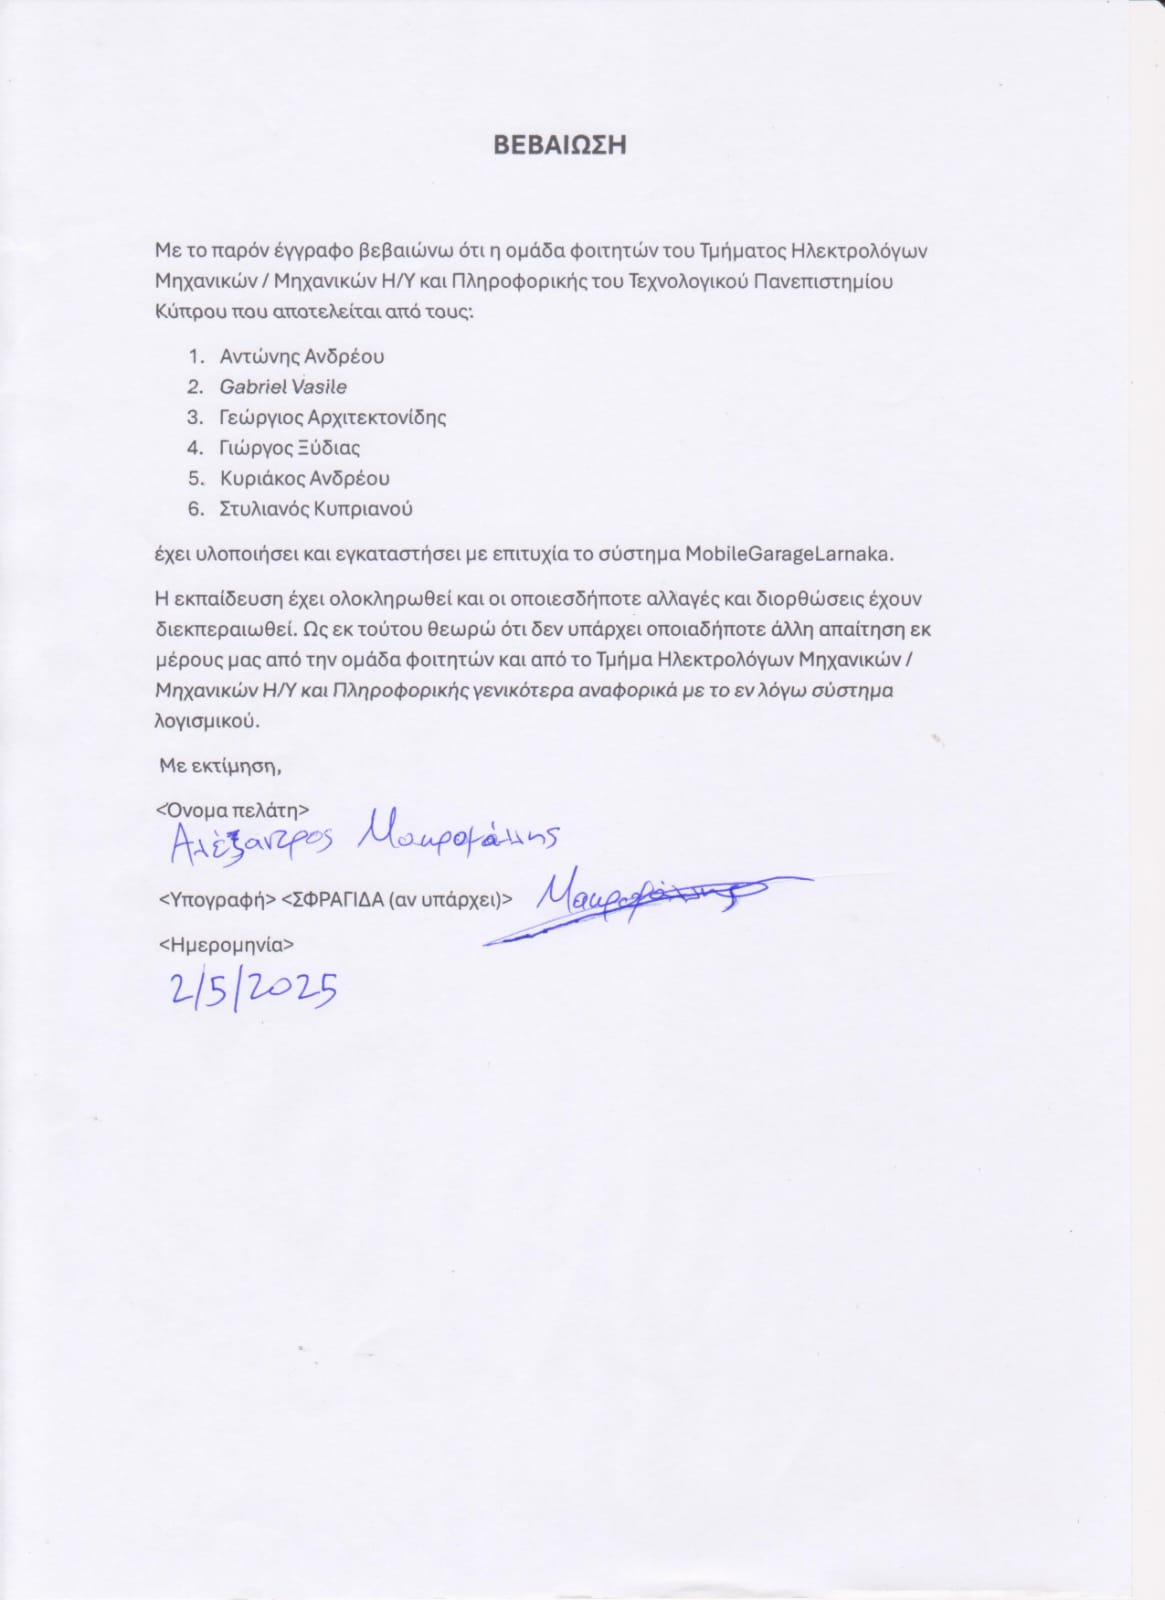 ΒΕΒΑΙΩΣΗ
Με το παρόν έγγραφο βεβαιώνω ότι η ομάδα φοιτητών του Τμήματος Ηλεκτρολόγων
Μηχανικών / Μηχανικών Η/Υ και Πληροφορικής του Τεχνολογικού Πανεπιστημίου
Κύπρου που αποτελείται από τους:
1. Αντώνης Ανδρέου
2. Gabriel Vasile
3. Γεώργιος Αρχιτεκτονίδης
4. Γιώργος Ξύδιας
5. Κυριάκος Ανδρέου
6. Στυλιανός Κυπριανού
έχει υλοποιήσει και εγκαταστήσει με επιτυχία το σύστημα MobileGarageLarnaka.
Η εκπαίδευση έχει ολοκληρωθεί και οι οποιεσδήποτε αλλαγές και διορθώσεις έχουν
διεκπεραιωθεί. Ως εκ τούτου θεωρώ ότι δεν υπάρχει οποιαδήποτε άλλη απαίτηση εκ
μέρους μας από την ομάδα φοιτητών και από το Τμήμα Ηλεκτρολόγων Μηχανικών /
Μηχανικών Η/Υ και Πληροφορικής γενικότερα αναφορικά με το εν λόγω σύστημα
λογισμικού.
Με εκτίμηση,
<Όνομα πελάτη>
Αλέξαντρος
<Υπογραφή> <ΣΦΡΑΓΙΔΑ (αν υπάρχει)>
<Ημερομηνία>
2/5/2025